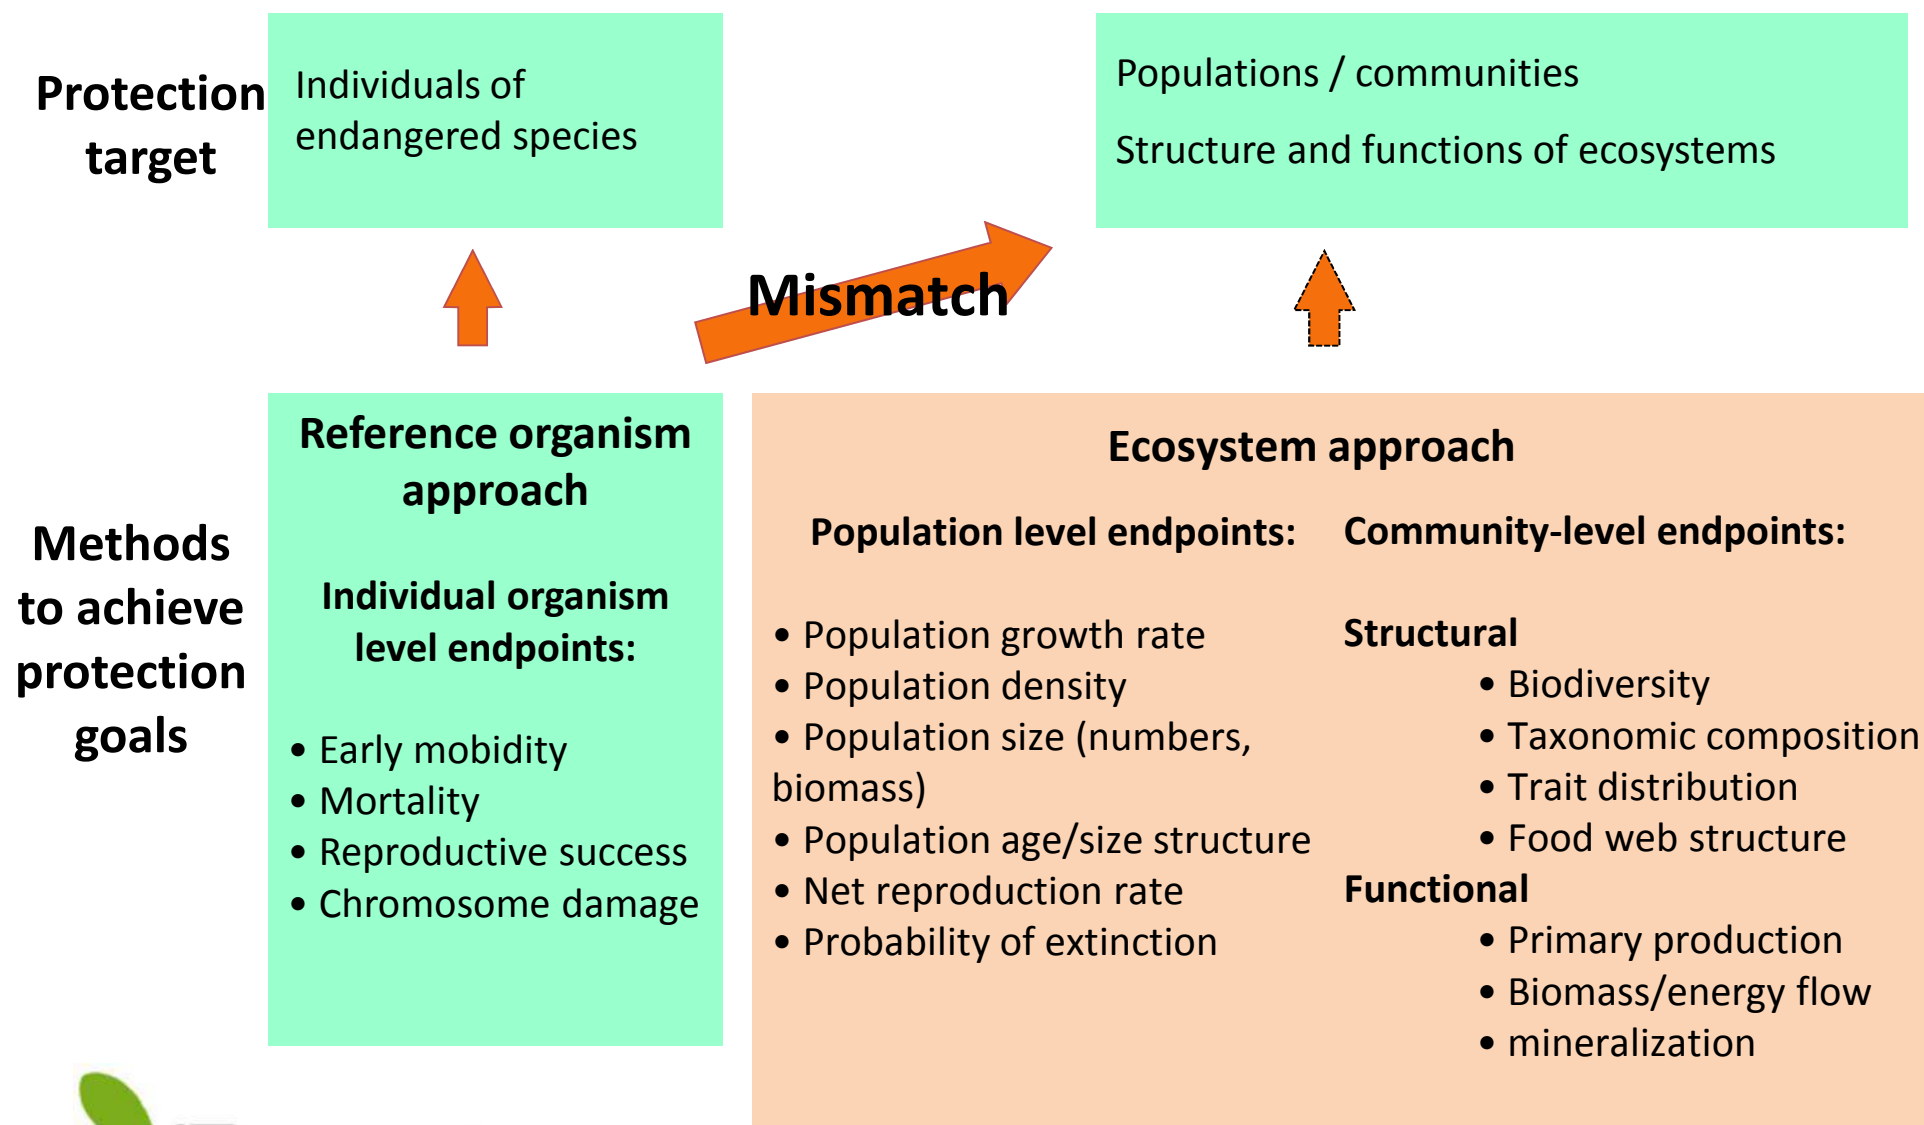 Protection
target
Individuals of
endangered species
Populations / communities
Structure and functions of ecosystems
Mismatch
Methods
to achieve
protection
goals
Reference organism
approach
Individual organism
level endpoints:
• Early mobidity
• Mortality
• Reproductive success
• Chromosome damage
Ecosystem approach
Population level endpoints:
• Population growth rate
• Population density
• Population size (numbers,
biomass)
• Population age/size structure
• Net reproduction rate
• Probability of extinction
Community-level endpoints:
Structural
• Biodiversity
• Taxonomic composition
• Trait distribution
• Food web structure
Functional
• Primary production
• Biomass/energy flow
• mineralization